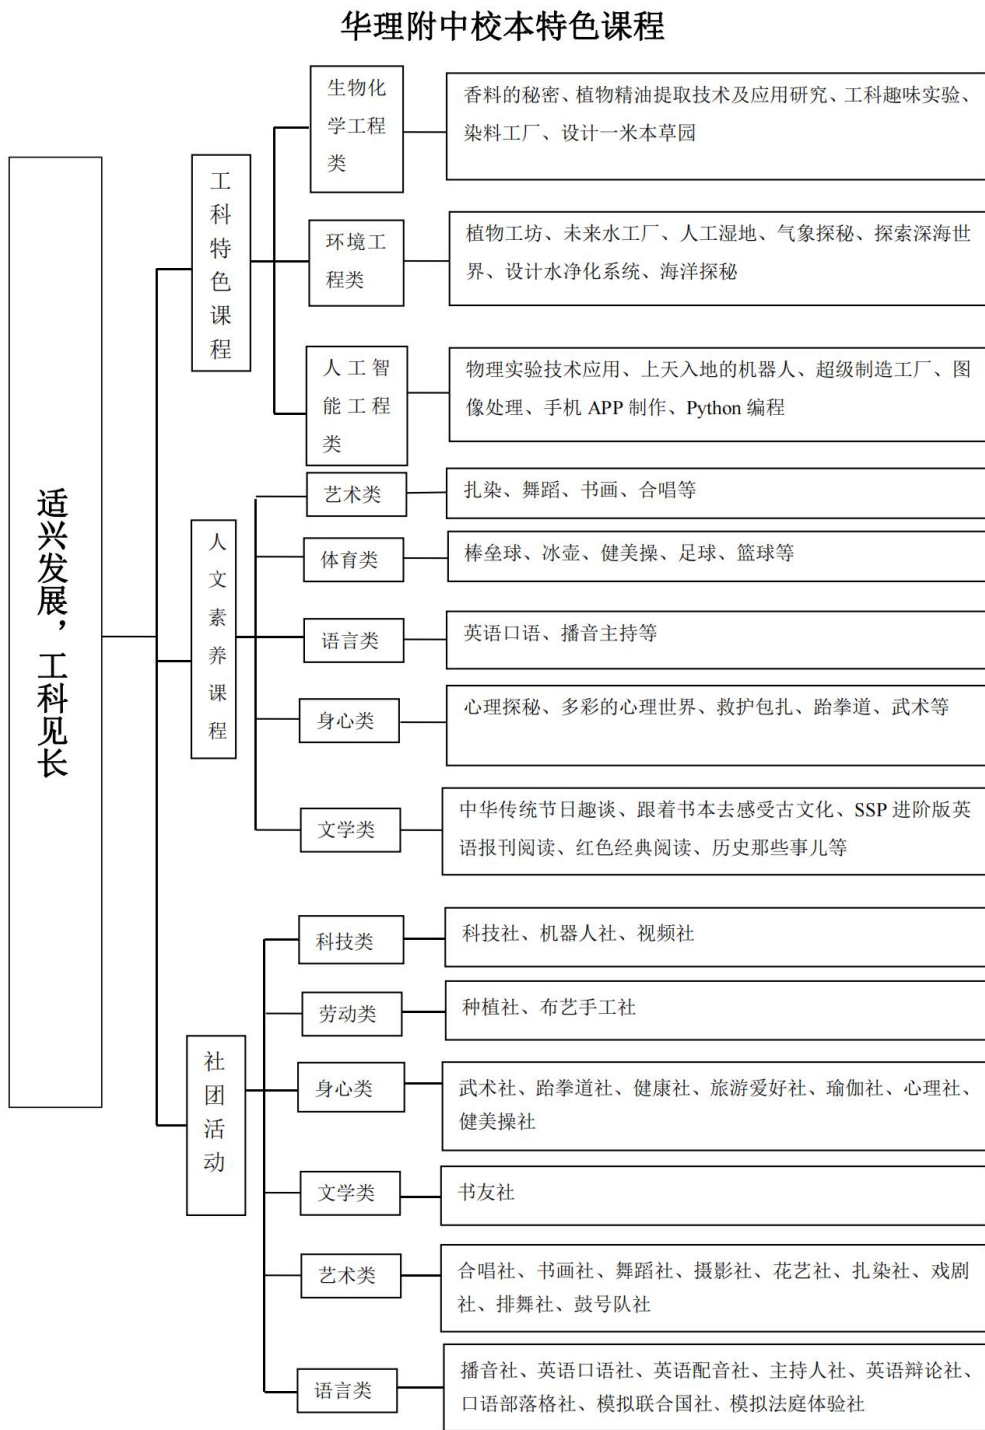 华理附中校本特色课程
适兴发展，工科见长
工科特色课程
生物化
学工程
类
香料的秘密、植物精油提取技术及应用研究、工科趣味实验、
染料工厂、设计一米本草园
环境工
程类
植物工坊、未来水工厂、人工湿地、气象探秘、探索深海世
界、设计水净化系统、海洋探秘
人工智
能工程
类
物理实验技术应用、上天入地的机器人、超级制造工厂、图
像处理、手机 APP 制作、Python 编程
人文素养课程
艺术类
扎染、舞蹈、书画、合唱等
体育类
棒垒球、冰壶、健美操、足球、篮球等
语言类
英语口语、播音主持等
身心类
心理探秘、多彩的心理世界、救护包扎、跆拳道、武术等
文学类
中华传统节日趣谈、跟着书本去感受古文化、SSP 进阶版英
语报刊阅读、红色经典阅读、历史那些事儿等
社团活动
科技类
科技社、机器人社、视频社
劳动类
种植社、布艺手工社
身心类
武术社、跆拳道社、健康社、旅游爱好社、瑜伽社、心理社、
健美操社
文学类
书友社
艺术类
合唱社、书画社、舞蹈社、摄影社、花艺社、扎染社、戏剧
社、排舞社、鼓号队社
语言类
播音社、英语口语社、英语配音社、主持人社、英语辩论社、
口语部落格社、模拟联合国社、模拟法庭体验社